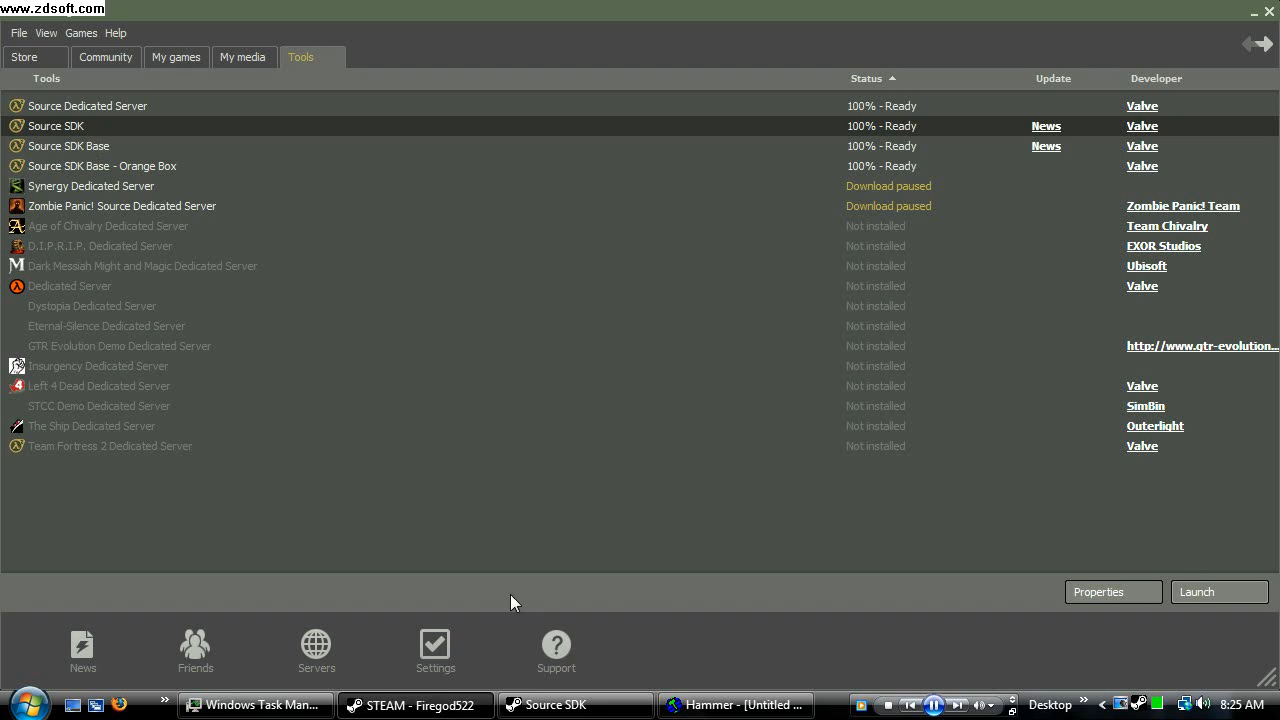 www.zdsoft.com
File View Games Help
Store Community My games My media Tools
Tools Status Update Developer
Source Dedicated Server 100% - Ready Valve
Source SDK 100% - Ready News Valve
Source SDK Base 100% - Ready News Valve
Source SDK Base - Orange Box 100% - Ready Valve
Synergy Dedicated Server Download paused
Zombie Panic! Source Dedicated Server Download paused Zombie Panic! Team
Age of Chivalry Dedicated Server Not installed Team Chivalry
D.I.P.R.I.P. Dedicated Server Not installed EXOR Studios
Dark Messiah Might and Magic Dedicated Server Not installed Ubisoft
Dedicated Server Not installed Valve
Dystopia Dedicated Server Not installed
Eternal-Silence Dedicated Server Not installed
GTR Evolution Demo Dedicated Server Not installed http://www.gtr-evolution...
Insurgency Dedicated Server Not installed
Left 4 Dead Dedicated Server Not installed Valve
STCC Demo Dedicated Server Not installed SimBin
The Ship Dedicated Server Not installed Outerlight
Team Fortress 2 Dedicated Server Not installed Valve
Properties Launch
News Friends Servers Settings Support
Windows Task Man... STEAM - Firegod522 Source SDK Hammer - [Untitled ... Desktop 8:25 AM